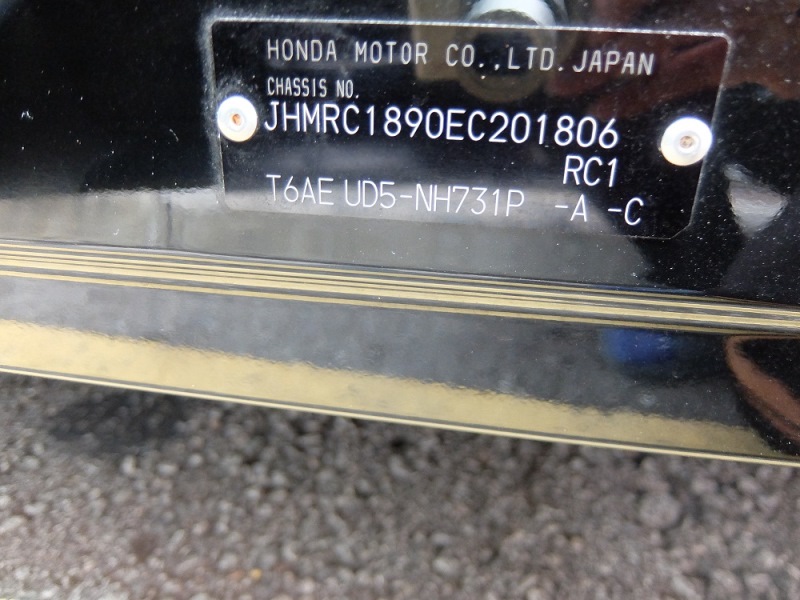 HONDA MOTOR CO.,LTD.JAPAN
CHASSIS NO.
JHMRC1890EC201806
RC1
T6AE UD5-NH731P -A -C